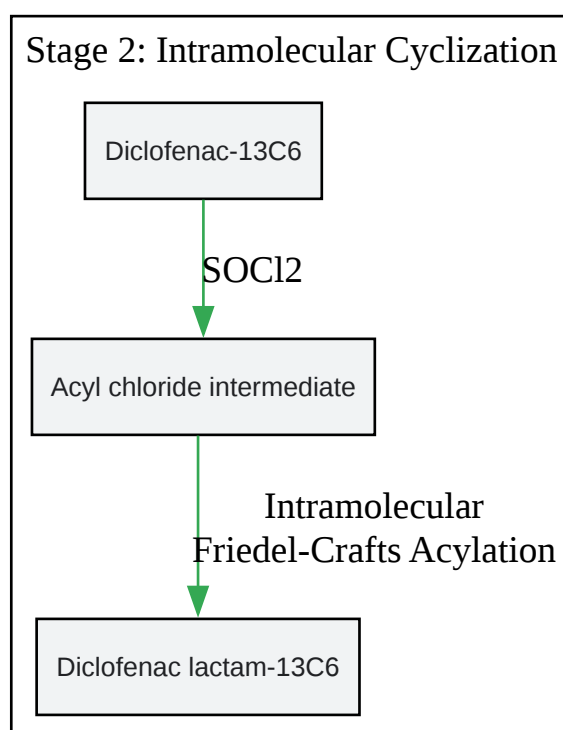 Stage 2: Intramolecular Cyclization
Diclofenac-13C6
SOCl2
Acyl chloride intermediate
Intramolecular
Friedel-Crafts Acylation
Diclofenac lactam-13C6